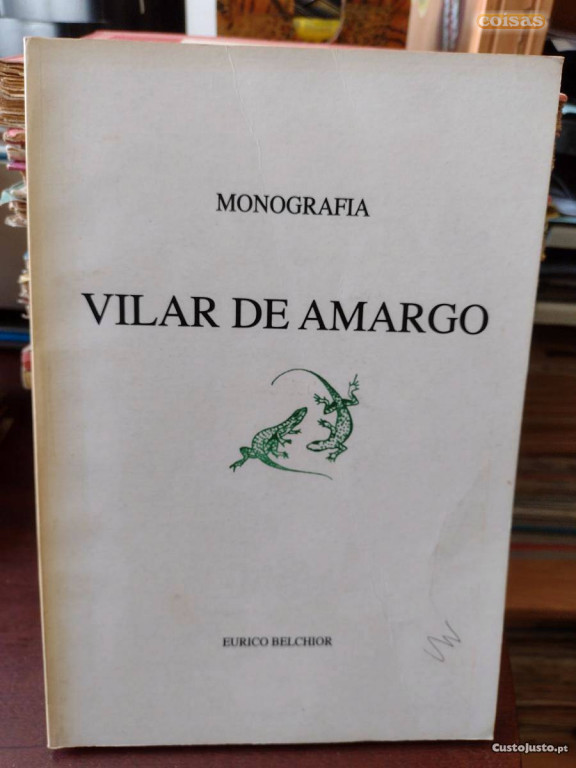 coisas
MONOGRAFIA
VILAR DE AMARGO
EURICO BELCHIOR
CustoJusto.pt